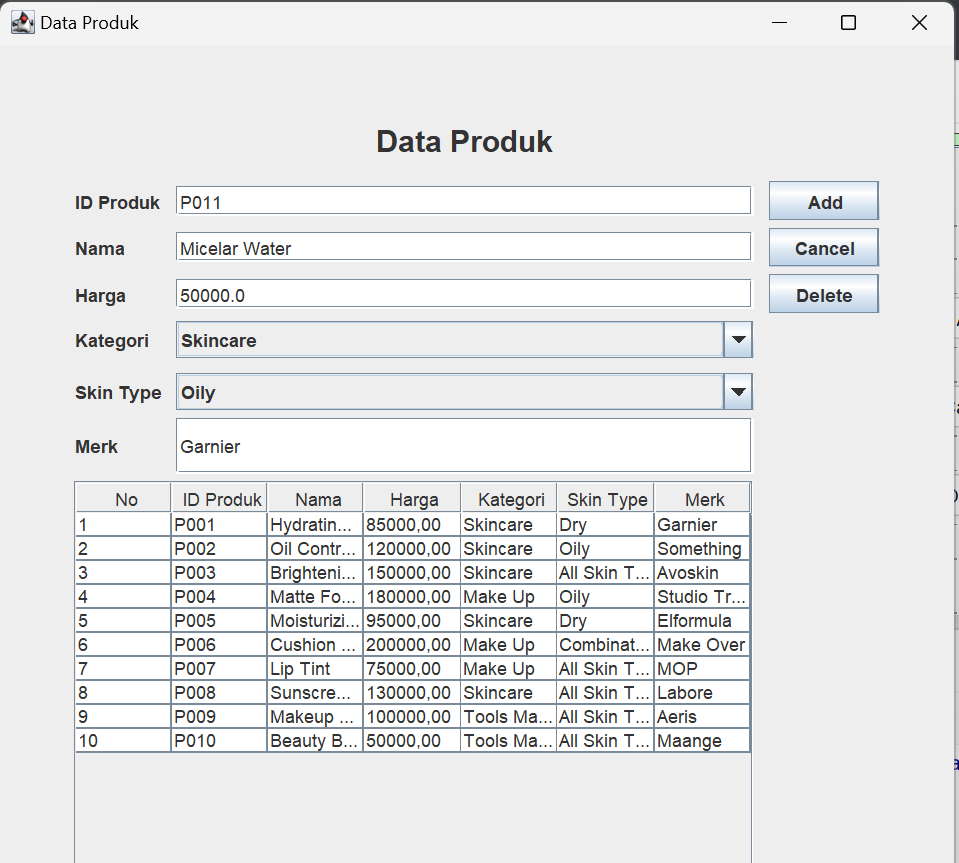 Data Produk
Data Produk
ID Produk P011 Add
Nama Micelar Water Cancel
Harga 50000.0 Delete
Kategori Skincare
Skin Type Oily
Merk Garnier
No ID Produk Nama Harga Kategori Skin Type Merk
1 P001 Hydratin... 85000,00 Skincare Dry Garnier
2 P002 Oil Contr... 120000,00 Skincare Oily Something
3 P003 Brighteni... 150000,00 Skincare All Skin T... Avoskin
4 P004 Matte Fo... 180000,00 Make Up Oily Studio Tr...
5 P005 Moisturizi... 95000,00 Skincare Dry Elformula
6 P006 Cushion ... 200000,00 Make Up Combinat... Make Over
7 P007 Lip Tint 75000,00 Make Up All Skin T... MOP
8 P008 Sunscre... 130000,00 Skincare All Skin T... Labore
9 P009 Makeup ... 100000,00 Tools Ma... All Skin T... Aeris
10 P010 Beauty B... 50000,00 Tools Ma... All Skin T... Maange